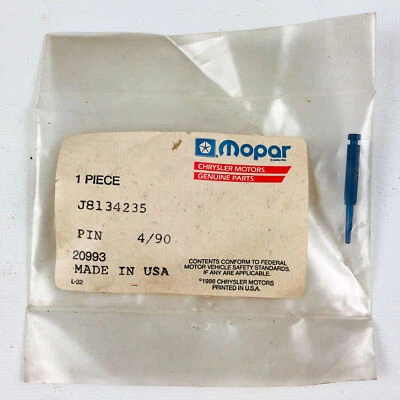 Mopar
CHRYSLER MOTORS
GENUINE PARTS
1 PIECE
J8134235
PIN 4/90
20993
MADE IN USA
L-32
CONTENTS CONFORM TO FEDERAL
MOTOR VEHICLE SAFETY STANDARDS.
IF ANY ARE APPLICABLE.
©1986 CHRYSLER MOTORS
PRINTED IN U.S.A.